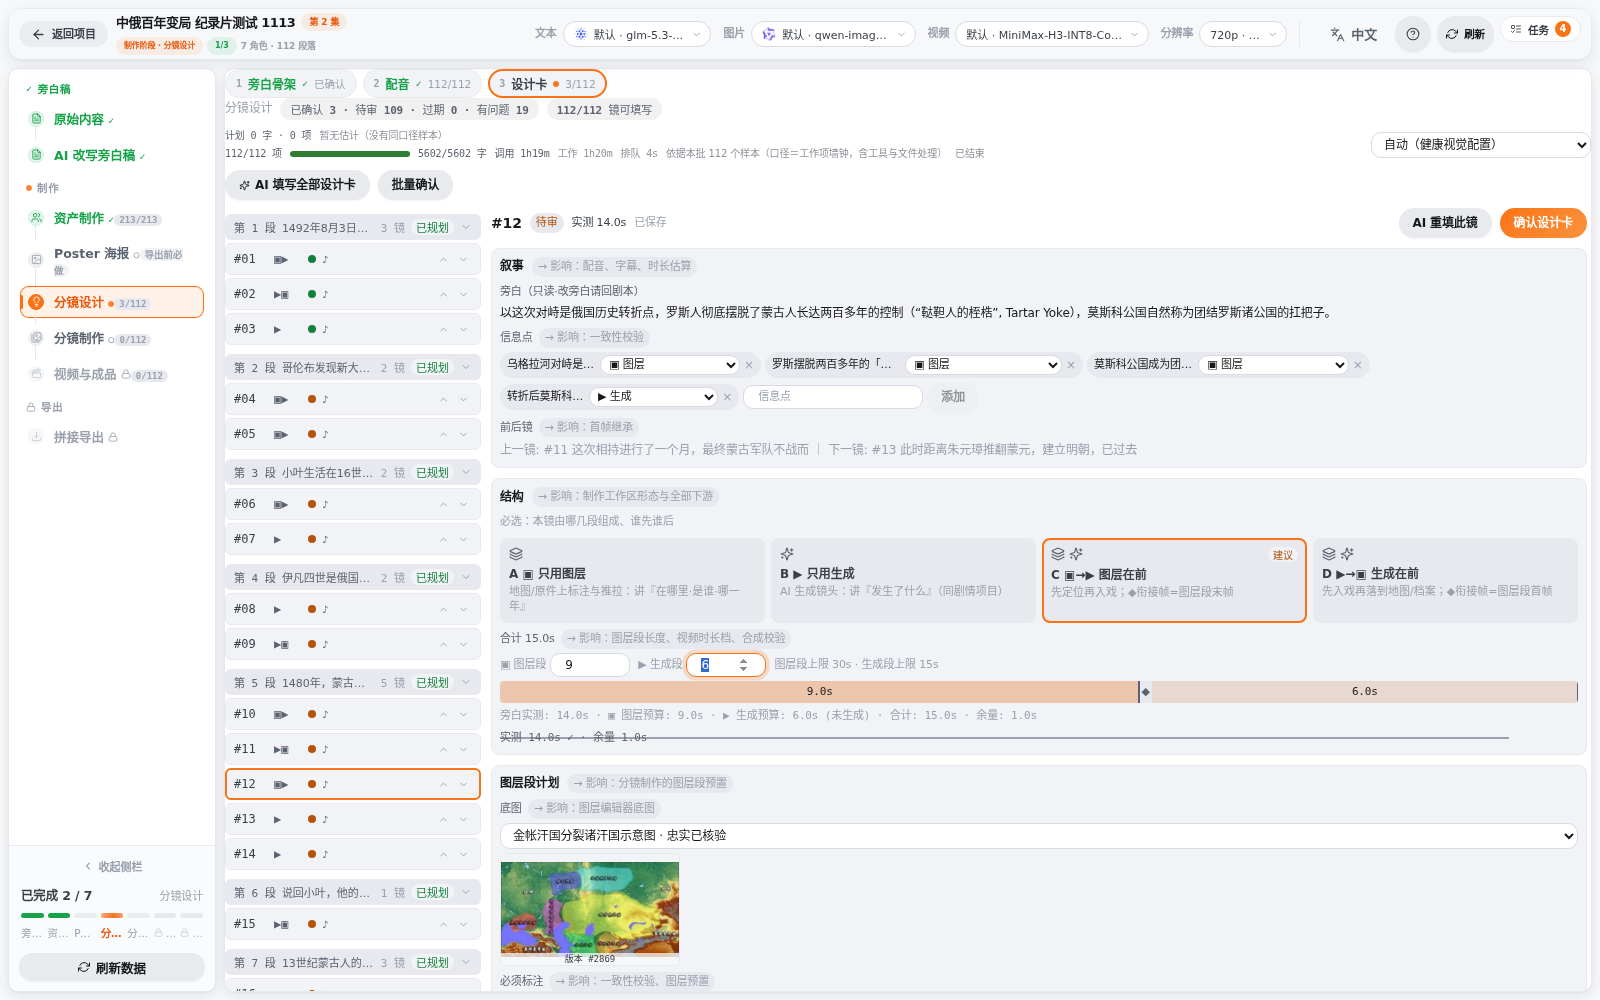 返回项目
中俄百年变局 纪录片测试 1113 第 2 集
制作阶段 · 分镜设计 1/3 7 角色 · 112 段落
文本 默认 · glm-5.3-...
图片 默认 · qwen-imag...
视频 默认 · MiniMax-H3-INT8-Co...
分辨率 720p · ...
中文
刷新
任务 4
✓ 旁白稿
原始内容 ✓
AI 改写旁白稿 ✓
制作
资产制作 ✓ 213/213
Poster 海报 ○ 导出前必做
分镜设计 3/112
分镜制作 ○ 0/112
视频与成品 0/112
导出
拼接导出
收起侧栏
已完成 2 / 7 分镜设计
旁... 资... P... 分... 分... ... ...
刷新数据
1 旁白骨架 ✓ 已确认
2 配音 ✓ 112/112
3 设计卡 3/112
分镜设计 已确认 3 · 待审 109 · 过期 0 · 有问题 19 112/112 镜可填写
计划 0 字 · 0 项 暂无估计（没有同口径样本）
112/112 项 5602/5602 字 调用 1h19m 工作 1h20m 排队 4s 依据本批 112 个样本（口径＝工作项墙钟，含工具与文件处理） 已结束
自动（健康视觉配置）
AI 填写全部设计卡 批量确认
第 1 段 1492年8月3日... 3 镜 已规划
#01 ▣▶ ♪
#02 ▶▣ ♪
#03 ▶ ♪
第 2 段 哥伦布发现新大... 2 镜 已规划
#04 ▣▶ ♪
#05 ▣▶ ♪
第 3 段 小叶生活在16世... 2 镜 已规划
#06 ▣▶ ♪
#07 ▶ ♪
第 4 段 伊凡四世是俄国... 2 镜 已规划
#08 ▶ ♪
#09 ▶▣ ♪
第 5 段 1480年，蒙古... 5 镜 已规划
#10 ▣▶ ♪
#11 ▶▣ ♪
#12 ▣▶ ♪
#13 ▶ ♪
#14 ▶ ♪
第 6 段 说回小叶，他的... 1 镜 已规划
#15 ▶▣ ♪
第 7 段 13世纪蒙古人的... 3 镜 已规划
#12 待审 实测 14.0s 已保存
AI 重填此镜 确认设计卡
叙事 → 影响：配音、字幕、时长估算
旁白（只读·改旁白请回剧本）
以这次对峙是俄国历史转折点，罗斯人彻底摆脱了蒙古人长达两百多年的控制（“鞑靼人的桎梏”, Tartar Yoke），莫斯科公国自然称为团结罗斯诸公国的扛把子。
信息点 → 影响：一致性校验
乌格拉河对峙是... ▣ 图层 ×
罗斯摆脱两百多年的「... ▣ 图层 ×
莫斯科公国成为团... ▣ 图层 ×
转折后莫斯科... ▶ 生成 ×
信息点 添加
前后镜 → 影响：首帧继承
上一镜: #11 这次相持进行了一个月，最终蒙古军队不战而 ｜ 下一镜: #13 此时距离朱元璋推翻蒙元，建立明朝，已过去
结构 → 影响：制作工作区形态与全部下游
必选：本镜由哪几段组成、谁先谁后
A ▣ 只用图层
地图/原件上标注与推拉：讲『在哪里·是谁·哪一年』
B ▶ 只用生成
AI 生成镜头：讲『发生了什么』（同剧情项目）
建议
C ▣→▶ 图层在前
先定位再入戏；◆衔接帧=图层段末帧
D ▶→▣ 生成在前
先入戏再落到地图/档案；◆衔接帧=图层段首帧
合计 15.0s → 影响：图层段长度、视频时长档、合成校验
▣ 图层段 9 ▶ 生成段 6 图层段上限 30s · 生成段上限 15s
9.0s ◆ 6.0s
旁白实测: 14.0s · ▣ 图层预算: 9.0s · ▶ 生成预算: 6.0s (未生成) · 合计: 15.0s · 余量: 1.0s
实测 14.0s ✓ · 余量 1.0s
图层段计划 → 影响：分镜制作的图层段预置
底图 → 影响：图层编辑器底图
金帐汗国分裂诸汗国示意图 · 忠实已核验
版本 #2869
必须标注 → 影响：一致性校验、图层预置